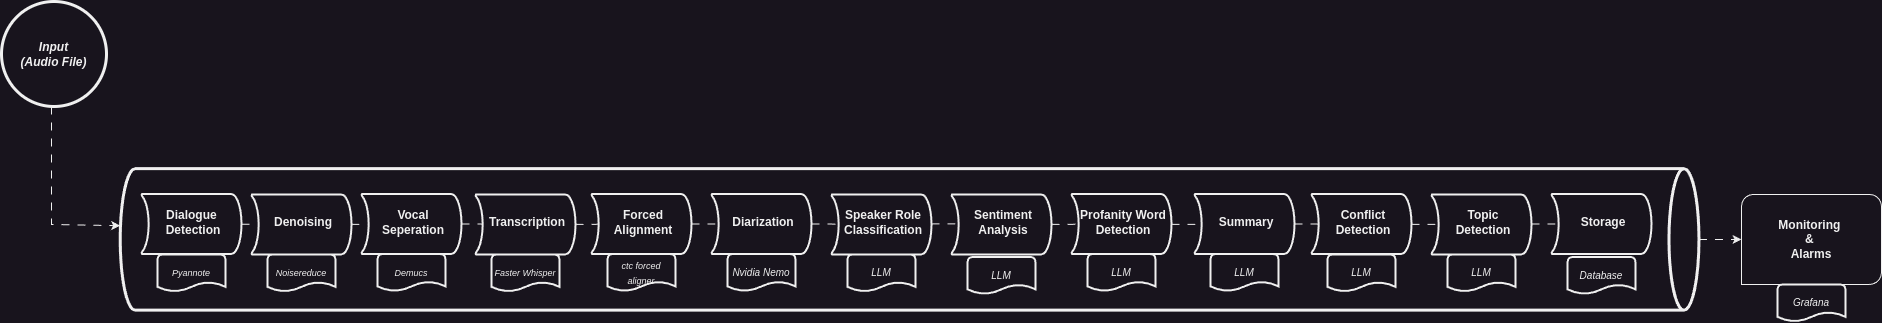 Input
(Audio File)
Dialogue
Detection
Pyannote
Denoising
Noisereduce
Vocal
Seperation
Demucs
Transcription
Faster Whisper
Forced
Alignment
ctc forced
aligner
Diarization
Nvidia Nemo
Speaker Role
Classification
LLM
Sentiment
Analysis
LLM
Profanity Word
Detection
LLM
Summary
LLM
Conflict
Detection
LLM
Topic
Detection
LLM
Storage
Database
Monitoring
&
Alarms
Grafana